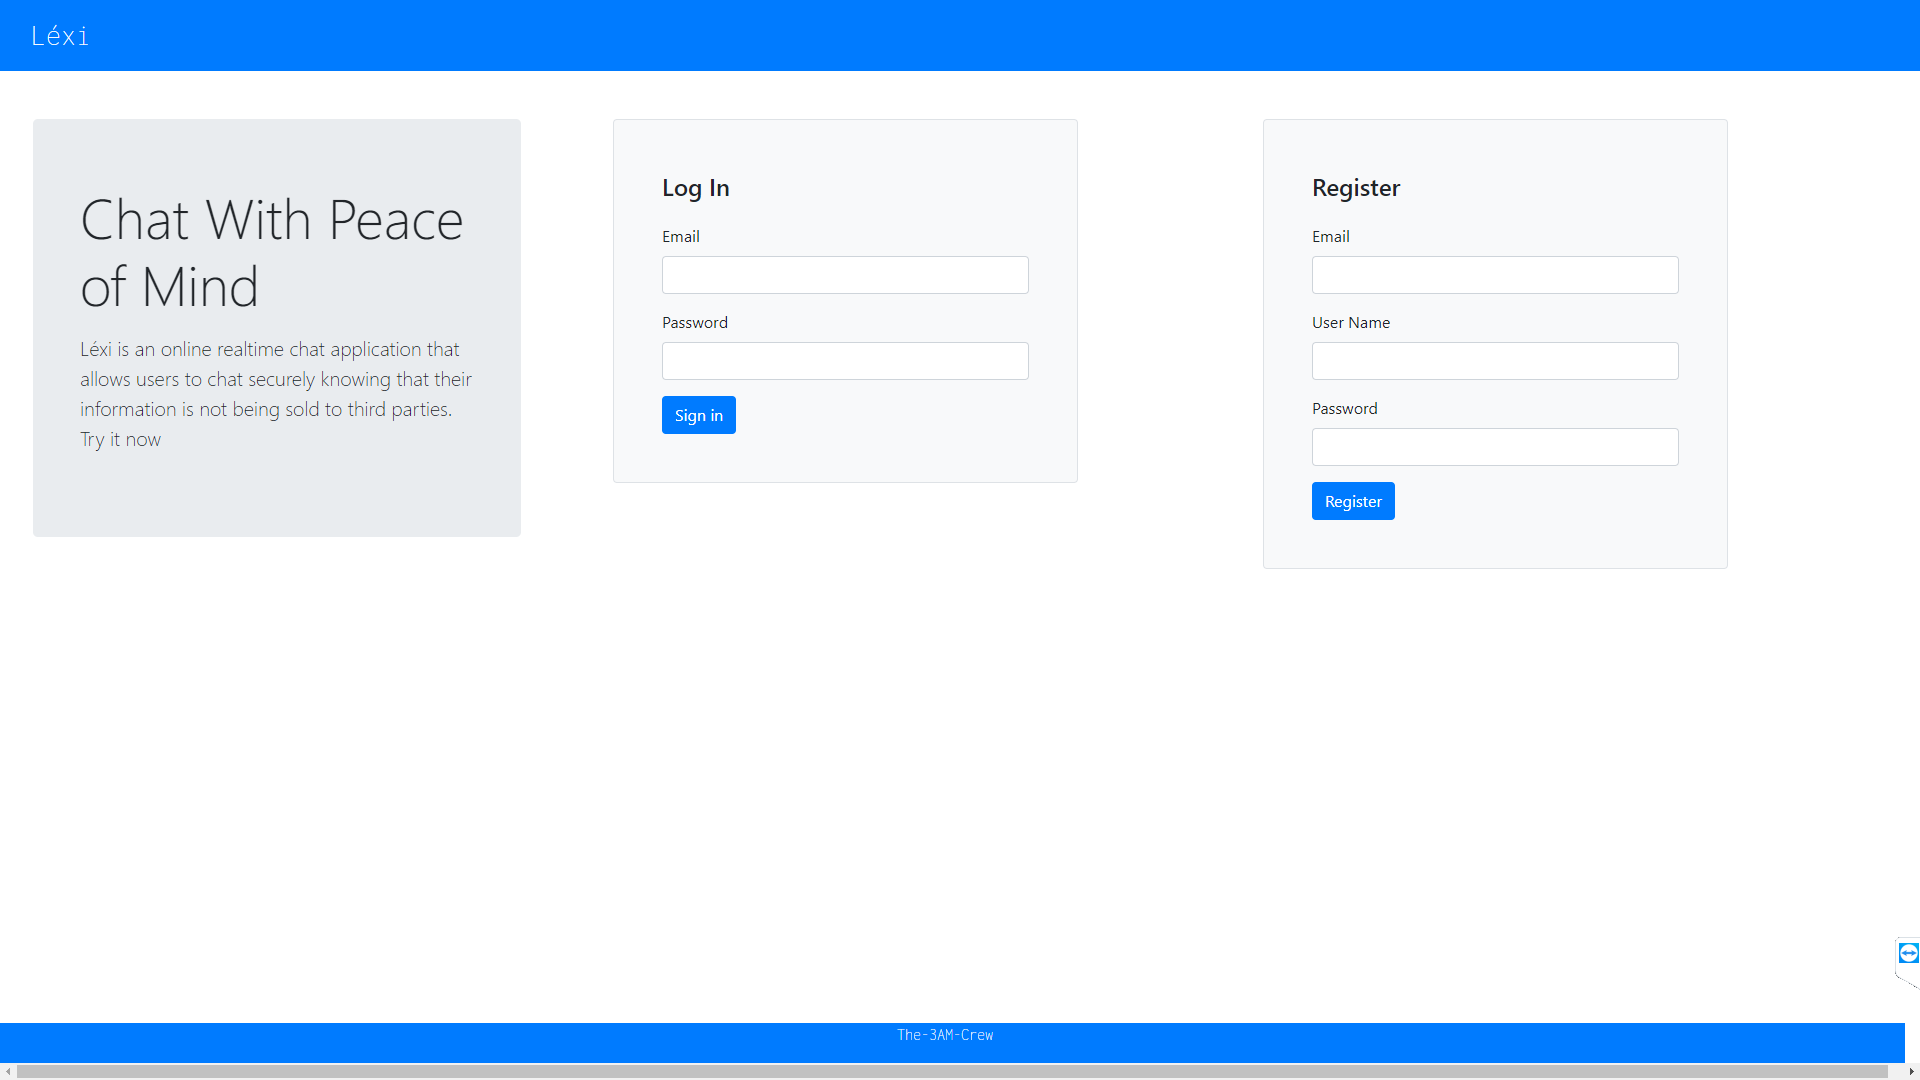 Léxi
Chat With Peace
of Mind
Léxi is an online realtime chat application that
allows users to chat securely knowing that their
information is not being sold to third parties.
Try it now
Log In
Email
Password
Sign in
Register
Email
User Name
Password
Register
The-3AM-Crew